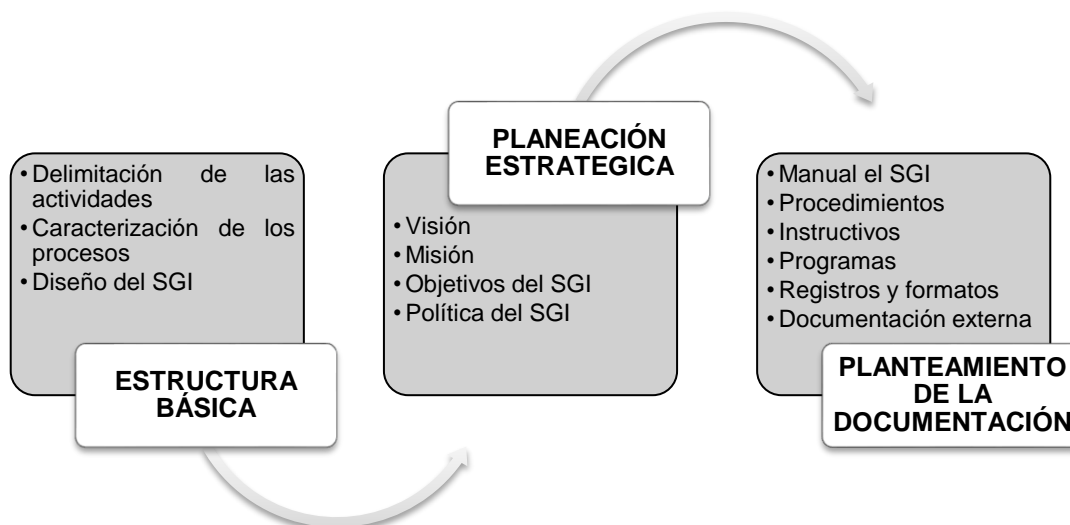 • Delimitación de las
actividades
• Caracterización de los
procesos
• Diseño del SGI
ESTRUCTURA
BÁSICA
PLANEACIÓN
ESTRATEGICA
• Visión
• Misión
• Objetivos del SGI
• Política del SGI
• Manual el SGI
• Procedimientos
• Instructivos
• Programas
• Registros y formatos
• Documentación externa
PLANTEAMIENTO
DE LA
DOCUMENTACIÓN